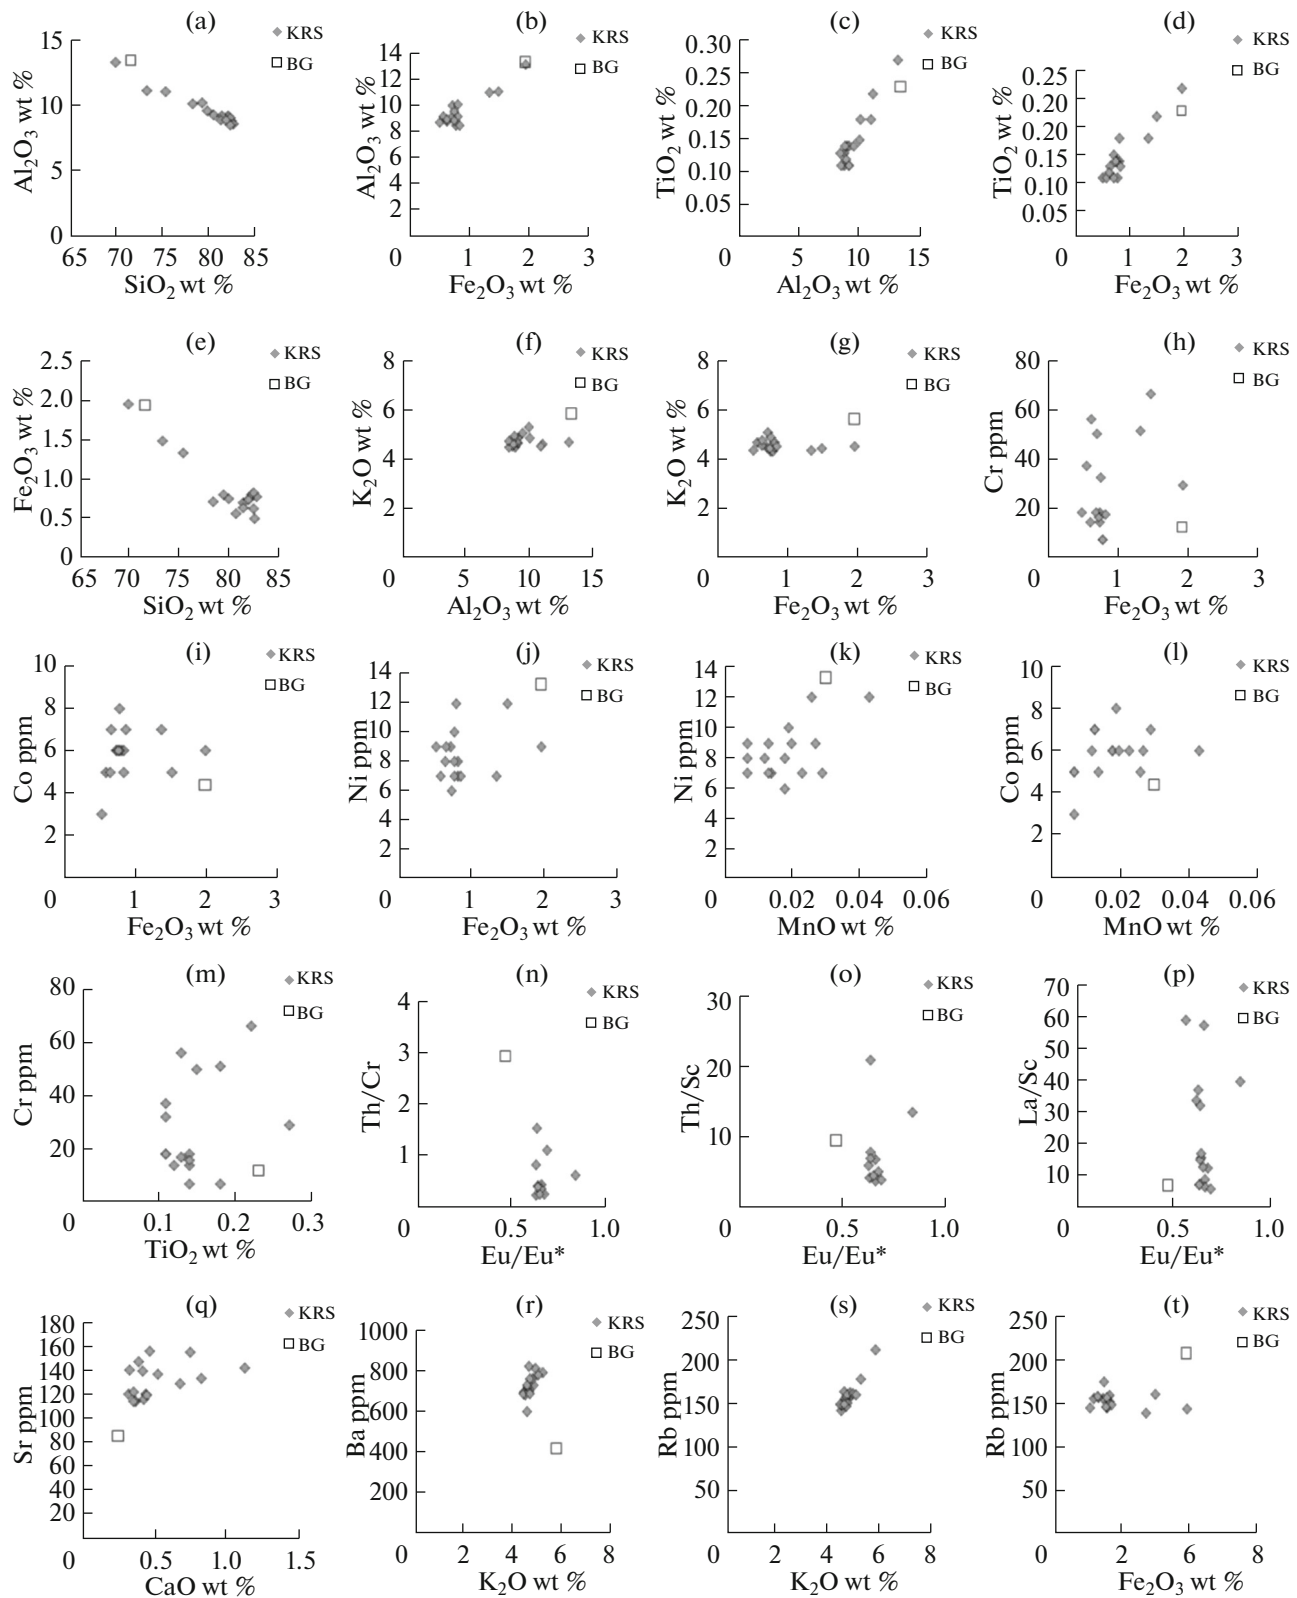 (a)
KRS
BG
15
10
5
0
Al2O3 wt %
65 70 75 80 85
SiO2 wt %
(b)
KRS
BG
14
12
10
8
6
4
2
0 1 2 3
Al2O3 wt %
Fe2O3 wt %
(c)
KRS
BG
0.30
0.20
0.15
0.10
0.05
0 5 10 15
TiO2 wt %
Al2O3 wt %
(d)
KRS
BG
0.25
0.20
0.20
0.10
0.05
0 1 2 3
TiO2 wt %
Fe2O3 wt %
(e)
KRS
BG
2.5
2.0
1.5
1.0
0.5
0
Fe2O3 wt %
65 70 75 80 85
SiO2 wt %
(f)
KRS
BG
8
6
4
2
0 5 10 15
K2O wt %
Al2O3 wt %
(g)
KRS
BG
8
6
4
2
0 1 2 3
K2O wt %
Fe2O3 wt %
(h)
KRS
BG
80
60
40
20
0 1 2 3
Cr ppm
Fe2O3 wt %
(i)
KRS
BG
10
8
6
4
2
0 1 2 3
Co ppm
Fe2O3 wt %
(j)
KRS
BG
14
12
10
8
6
4
2
0 1 2 3
Ni ppm
Fe2O3 wt %
(k)
KRS
BG
14
12
10
8
6
4
2
0 0.02 0.04 0.06
Ni ppm
MnO wt %
(l)
KRS
BG
10
8
6
4
2
0 0.02 0.04 0.06
Co ppm
MnO wt %
(m)
KRS
BG
80
60
40
20
0 0.1 0.2 0.3
Cr ppm
TiO2 wt %
(n)
KRS
BG
4
3
2
1
0 0.5 1.0
Th/Cr
Eu/Eu*
(o)
KRS
BG
30
20
10
0 0.5 1.0
Th/Sc
Eu/Eu*
(p)
KRS
BG
70
60
50
40
30
20
10
0 0.5 1.0
La/Sc
Eu/Eu*
(q)
KRS
BG
180
160
140
120
100
80
60
40
20
0 0.5 1.0 1.5
Sr ppm
CaO wt %
(r)
KRS
BG
1000
800
600
400
200
0 2 4 6 8
Ba ppm
K2O wt %
(s)
KRS
BG
250
200
150
100
50
0 2 4 6 8
Rb ppm
K2O wt %
(t)
KRS
BG
250
200
150
100
50
0 2 4 6 8
Rb ppm
Fe2O3 wt %